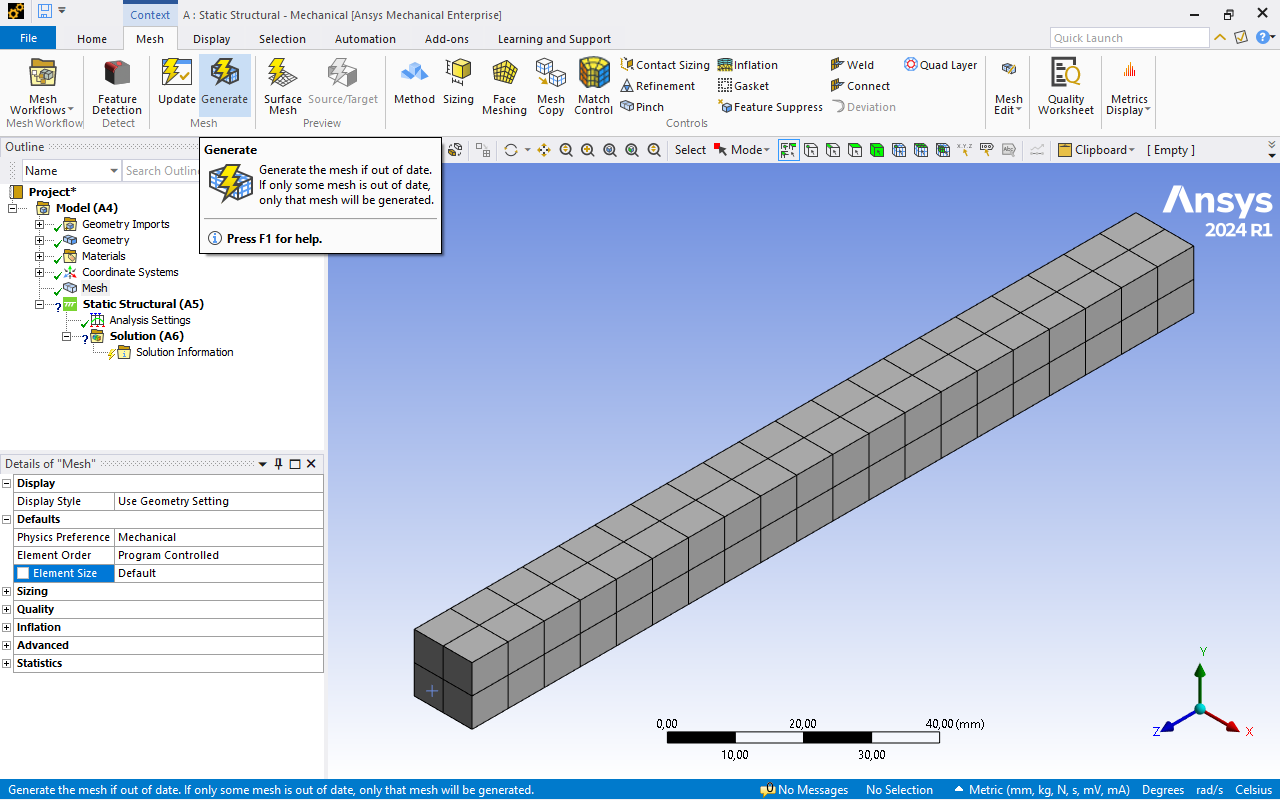 Context
A : Static Structural - Mechanical [Ansys Mechanical Enterprise]
File Home Mesh Display Selection Automation Add-ons Learning and Support
Quick Launch
Mesh Workflows
Feature Detection
Update
Generate
Surface Mesh
Source/Target
Method
Sizing
Face Meshing
Mesh Copy
Match Control
Contact Sizing
Refinement
Pinch
Inflation
Gasket
Feature Suppress
Weld
Connect
Deviation
Quad Layer
Mesh Edit
Quality Worksheet
Metrics Display
Mesh Workflow Detect Mesh Preview Controls
Outline
Name Search Outline
Select Mode Clipboard [ Empty ]
Generate
Generate the mesh if out of date.
If only some mesh is out of date,
only that mesh will be generated.
Press F1 for help.
Project*
Model (A4)
Geometry Imports
Geometry
Materials
Coordinate Systems
Mesh
Static Structural (A5)
Analysis Settings
Solution (A6)
Solution Information
Ansys
2024 R1
Details of "Mesh"
Display
Display Style Use Geometry Setting
Defaults
Physics Preference Mechanical
Element Order Program Controlled
Element Size Default
Sizing
Quality
Inflation
Advanced
Statistics
0,00 20,00 40,00 (mm)
10,00 30,00
Y
Z X
Generate the mesh if out of date. If only some mesh is out of date, only that mesh will be generated.
0 No Messages No Selection Metric (mm, kg, N, s, mV, mA) Degrees rad/s Celsius